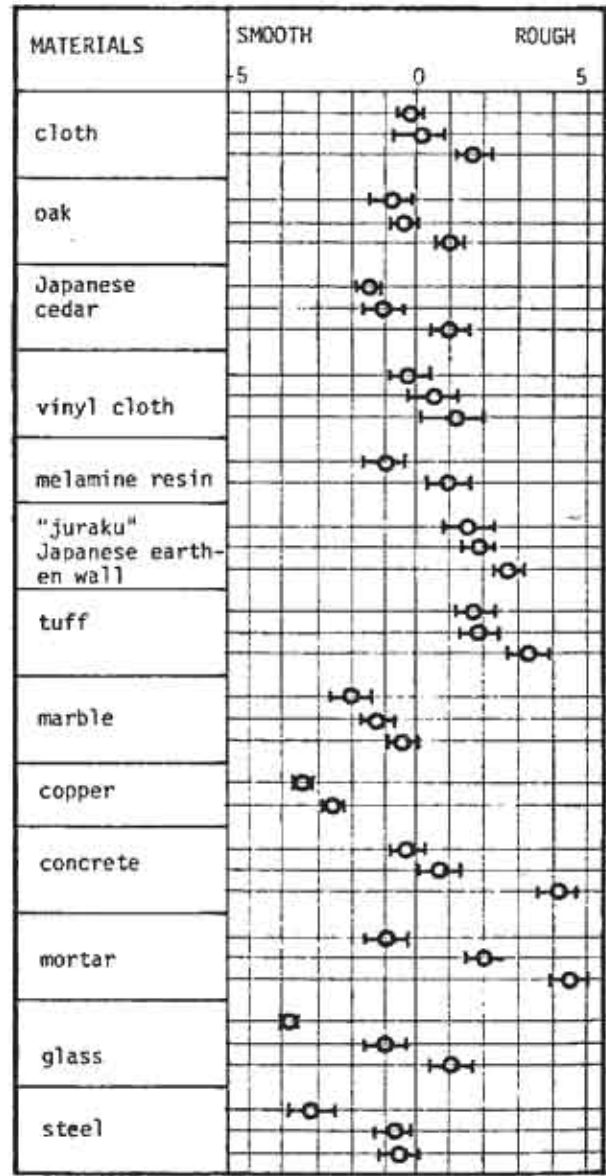 MATERIALS
SMOOTH ROUGH
-5 0 5
cloth
oak
Japanese
cedar
vinyl cloth
melamine resin
"juraku"
Japanese earth-
en wall
tuff
marble
copper
concrete
mortar
glass
steel